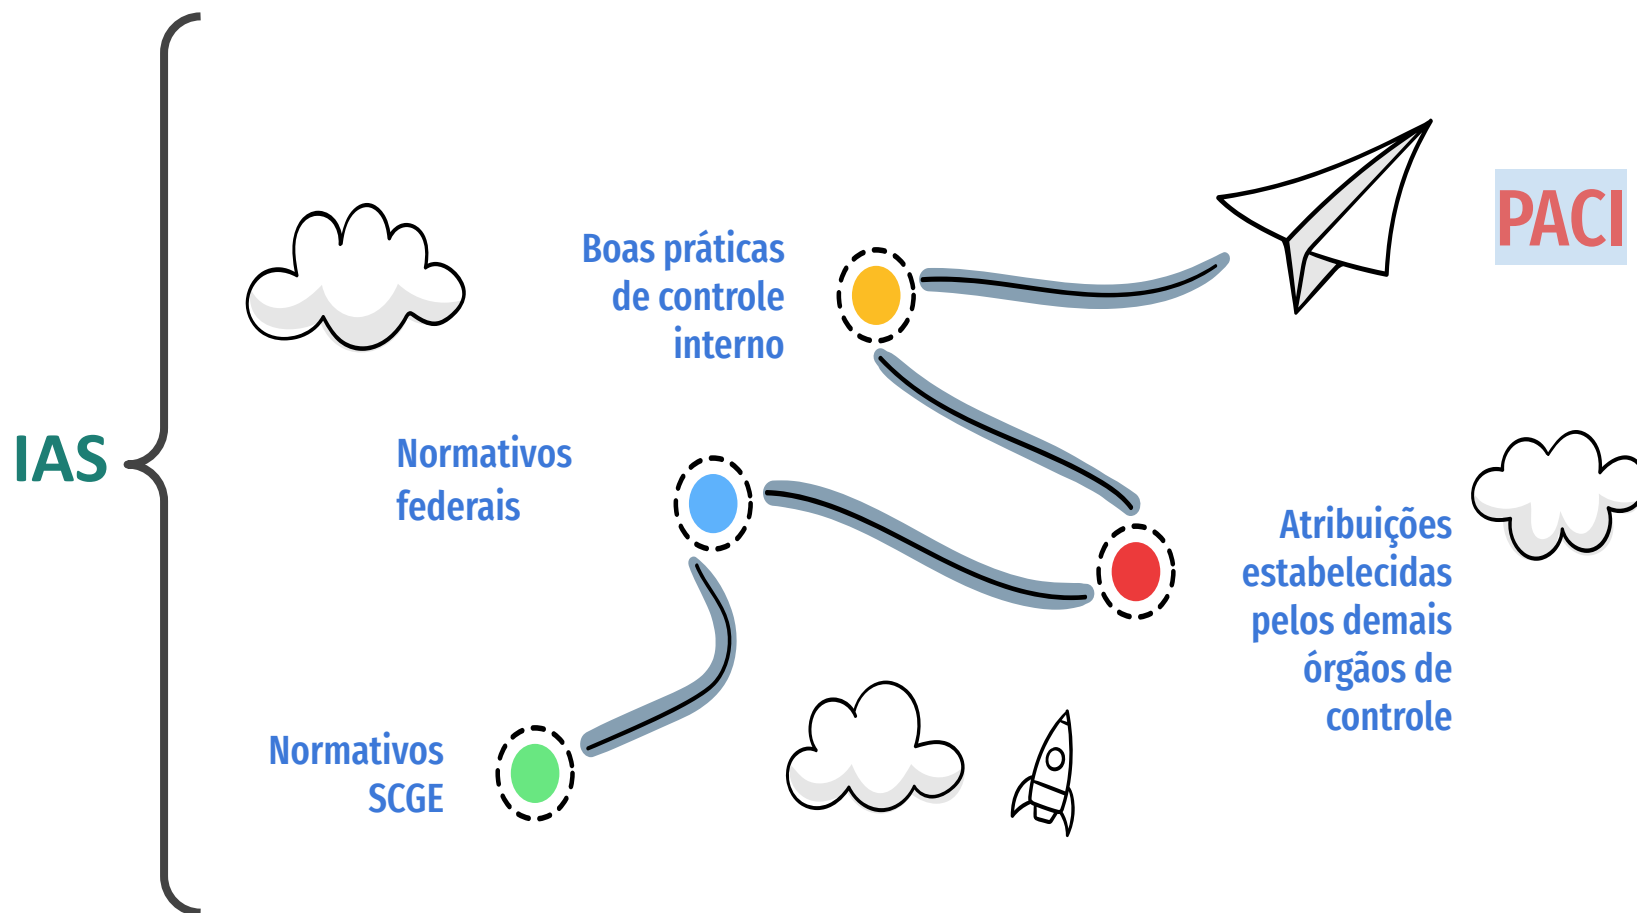 PACI
Boas práticas
de controle
interno
IAS
Normativos
federais
Atribuições
estabelecidas
pelos demais
órgãos de
controle
Normativos
SCGE